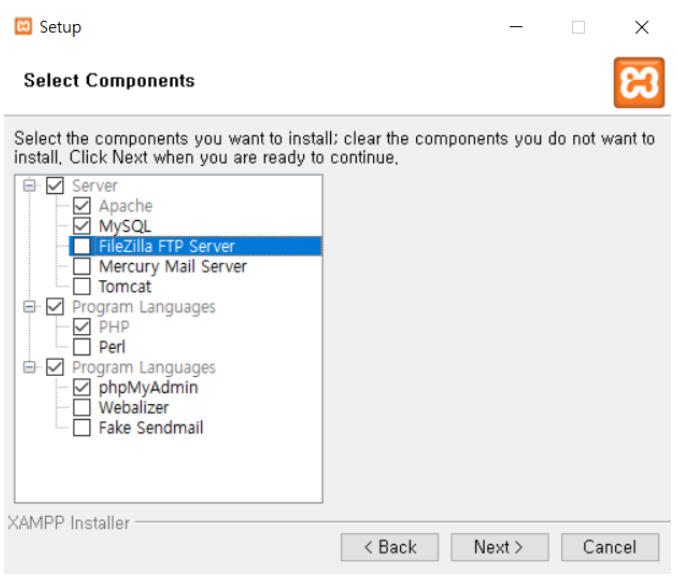 Setup
Select Components
Select the components you want to install; clear the components you do not want to
install. Click Next when you are ready to continue.
Server
Apache
MySQL
FileZilla FTP Server
Mercury Mail Server
Tomcat
Program Languages
PHP
Perl
Program Languages
phpMyAdmin
Webalizer
Fake Sendmail
XAMPP Installer
< Back
Next >
Cancel